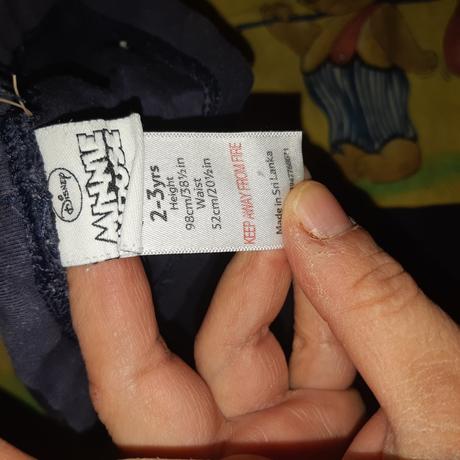 DISNEY
MINNIE
MOUSE
2-3yrs
Height
98cm/38½in
Waist
52cm/20½in
KEEP AWAY FROM FIRE
Made in Sri Lanka